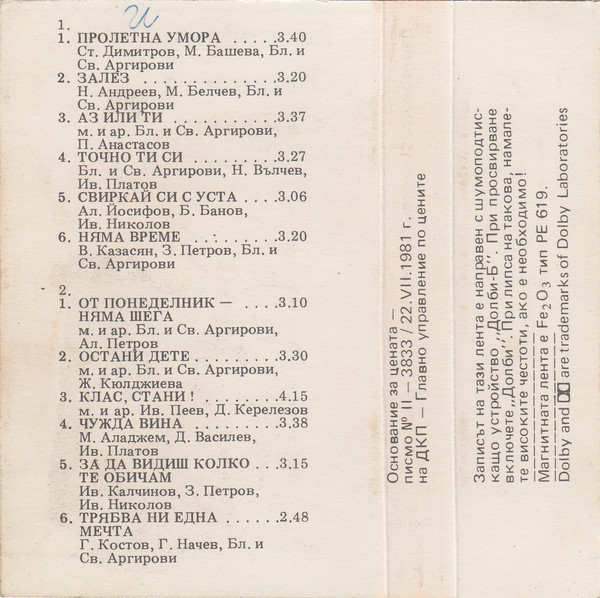 1.
1. ПРОЛЕТНА УМОРА .....3.40
Ст. Димитров, М. Башева, Бл. и
Св. Аргирови
2. ЗАЛЕЗ ............3.20
Н. Андреев, М. Белчев, Бл. и
Св. Аргирови
3. АЗ ИЛИ ТИ ..........3.37
м. и ар. Бл. и Св. Аргирови,
П. Анастасов
4. ТОЧНО ТИ СИ ........3.27
Бл. и Св. Аргирови, Н. Вълчев,
Ив. Платов
5. СВИРКАЙ СИ С УСТА ....3.06
Ал. Йосифов, Б. Банов,
Ив. Николов
6. НЯМА ВРЕМЕ ........3.20
В. Казасян, З. Петров, Бл. и
Св. Аргирови
2.
1. ОТ ПОНЕДЕЛНИК — ....3.10
НЯМА ШЕГА
м. и ар. Бл. и Св. Аргирови,
Ал. Петров
2. ОСТАНИ ДЕТЕ ........3.30
м. и ар. Бл. и Св. Аргирови,
Ж. Кюлджиева
3. КЛАС, СТАНИ! ........4.15
м. и ар. Ив. Пеев, Д. Керелезов
4. ЧУЖДА ВИНА ........3.38
М. Аладжем, Д. Василев,
Ив. Платов
5. ЗА ДА ВИДИШ КОЛКО ...3.15
ТЕ ОБИЧАМ
Ив. Калчинов, З. Петров,
Ив. Николов
6. ТРЯБВА НИ ЕДНА ......2.48
МЕЧТА
Г. Костов, Г. Начев, Бл. и
Св. Аргирови
Основание за цената —
писмо № II — 3833 / 22.VII.1981 г.
на ДКП — Главно управление по цените
Записът на тази лента е направен с шумоподтис-
кащо устройство „Долби-Б". При просвирване
включете „Долби". При липса на такова, намале-
те високите честоти, ако е необходимо!
Магнитната лента е Fe₂O₃ тип PE 619.
Dolby and DD are trademarks of Dolby Laboratories